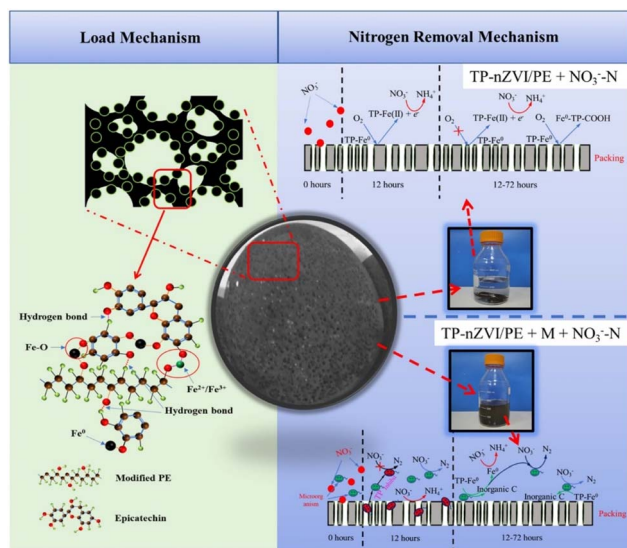 Load Mechanism
Nitrogen Removal Mechanism
TP-nZVI/PE + NO₃⁻-N
NO₃⁻
NO₃⁻
NH₄⁺
NO₃⁻
NH₄⁺
O₂
TP-Fe(II) + e⁻
O₂
TP-Fe(II) + e⁻
O₂
Fe⁰-TP-COOH
TP-Fe⁰
TP-Fe⁰
TP-Fe⁰
Packing
0 hours
12 hours
12-72 hours
Hydrogen bond
Fe-O
Fe²⁺/Fe³⁺
Hydrogen bond
Fe⁰
Modified PE
Epicatechin
TP-nZVI/PE + M + NO₃⁻-N
NO₃⁻
NO₃⁻
N₂
NO₃⁻
N₂
NO₃⁻
NH₄⁺
NO₃⁻
N₂
Fe⁰
Microorg
anism
NO₃⁻
NH₄⁺
TP-Fe⁰
Inorganic C
NO₃⁻
N₂
Inorganic C
TP-Fe⁰
Packing
0 hours
12 hours
12-72 hours